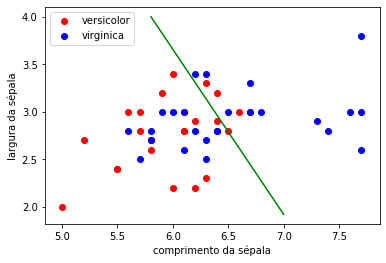 versicolor
virginica
largura da sépala
4.0
3.5
3.0
2.5
2.0
5.0 5.5 6.0 6.5 7.0 7.5
comprimento da sépala